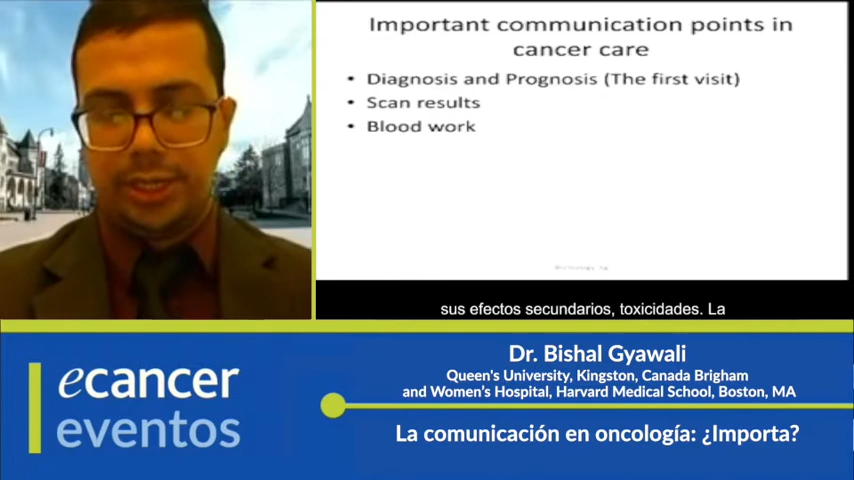 Important communication points in
cancer care
• Diagnosis and Prognosis (The first visit)
• Scan results
• Blood work
sus efectos secundarios, toxicidades. La
ecancer
eventos
Dr. Bishal Gyawali
Queen's University, Kingston, Canada Brigham
and Women's Hospital, Harvard Medical School, Boston, MA
La comunicación en oncología: ¿Importa?